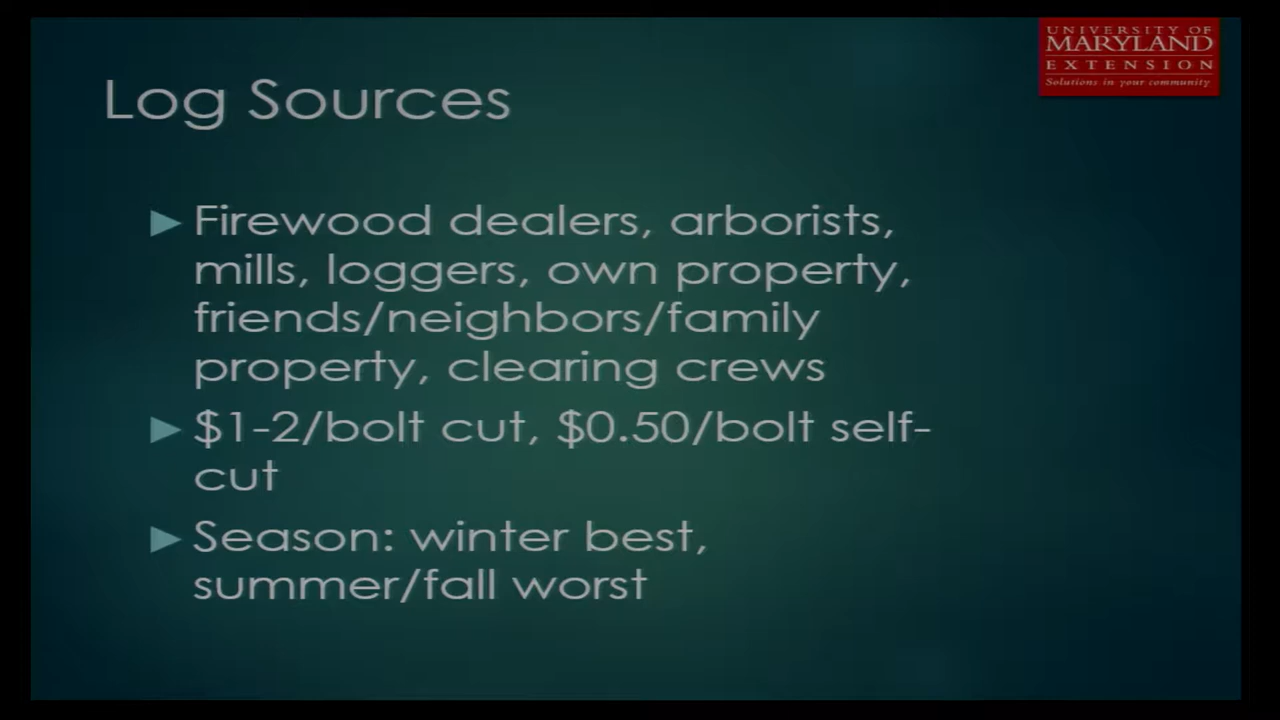 UNIVERSITY OF
MARYLAND
EXTENSION
Solutions in your community
Log Sources
Firewood dealers, arborists,
mills, loggers, own property,
friends/neighbors/family
property, clearing crews
$1-2/bolt cut, $0.50/bolt self-
cut
Season: winter best,
summer/fall worst